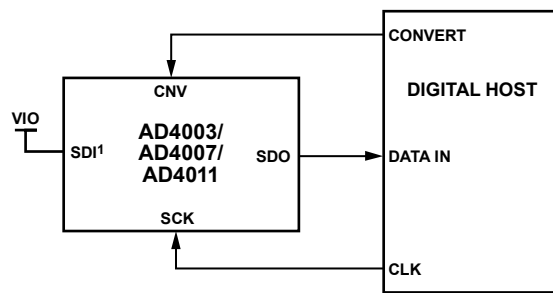 CONVERT
CNV
DIGITAL HOST
VIO
SDI¹
AD4003/
AD4007/
AD4011
SDO
DATA IN
SCK
CLK